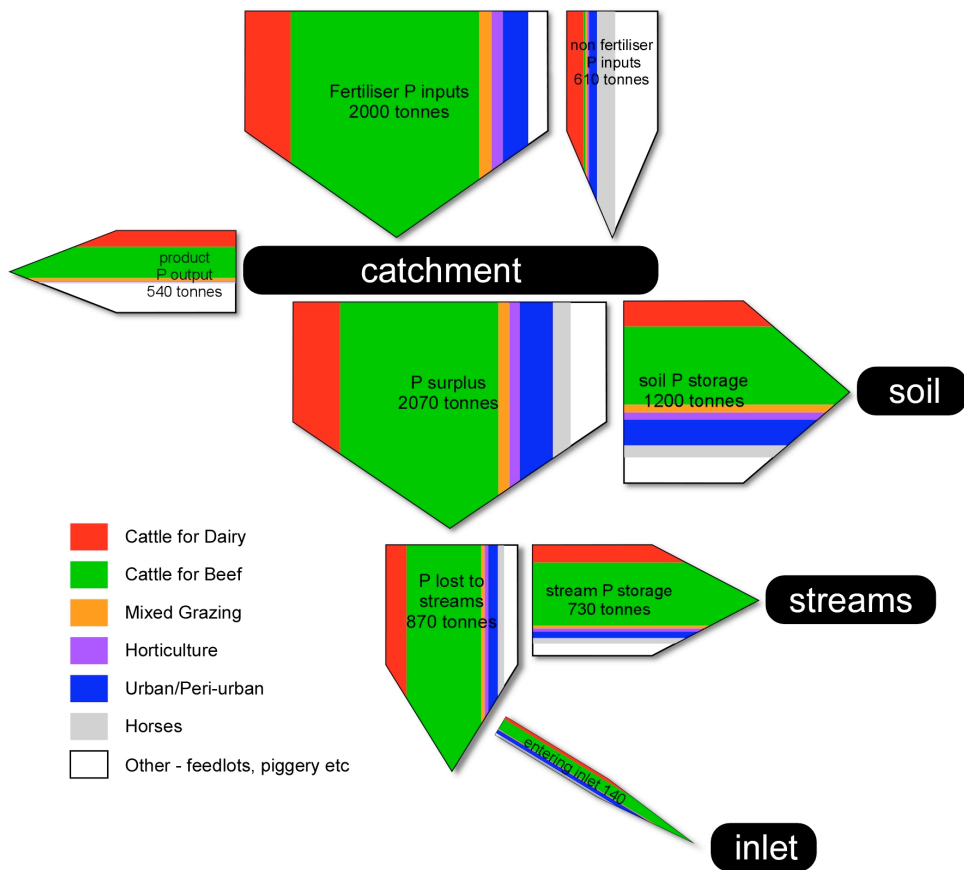 Fertiliser P inputs
2000 tonnes
non fertiliser
P inputs
610 tonnes
product
P output
540 tonnes
catchment
P surplus
2070 tonnes
soil P storage
1200 tonnes
soil
P lost to
streams
870 tonnes
stream P storage
730 tonnes
streams
entering inlet 140
inlet
Cattle for Dairy
Cattle for Beef
Mixed Grazing
Horticulture
Urban/Peri-urban
Horses
Other - feedlots, piggery etc